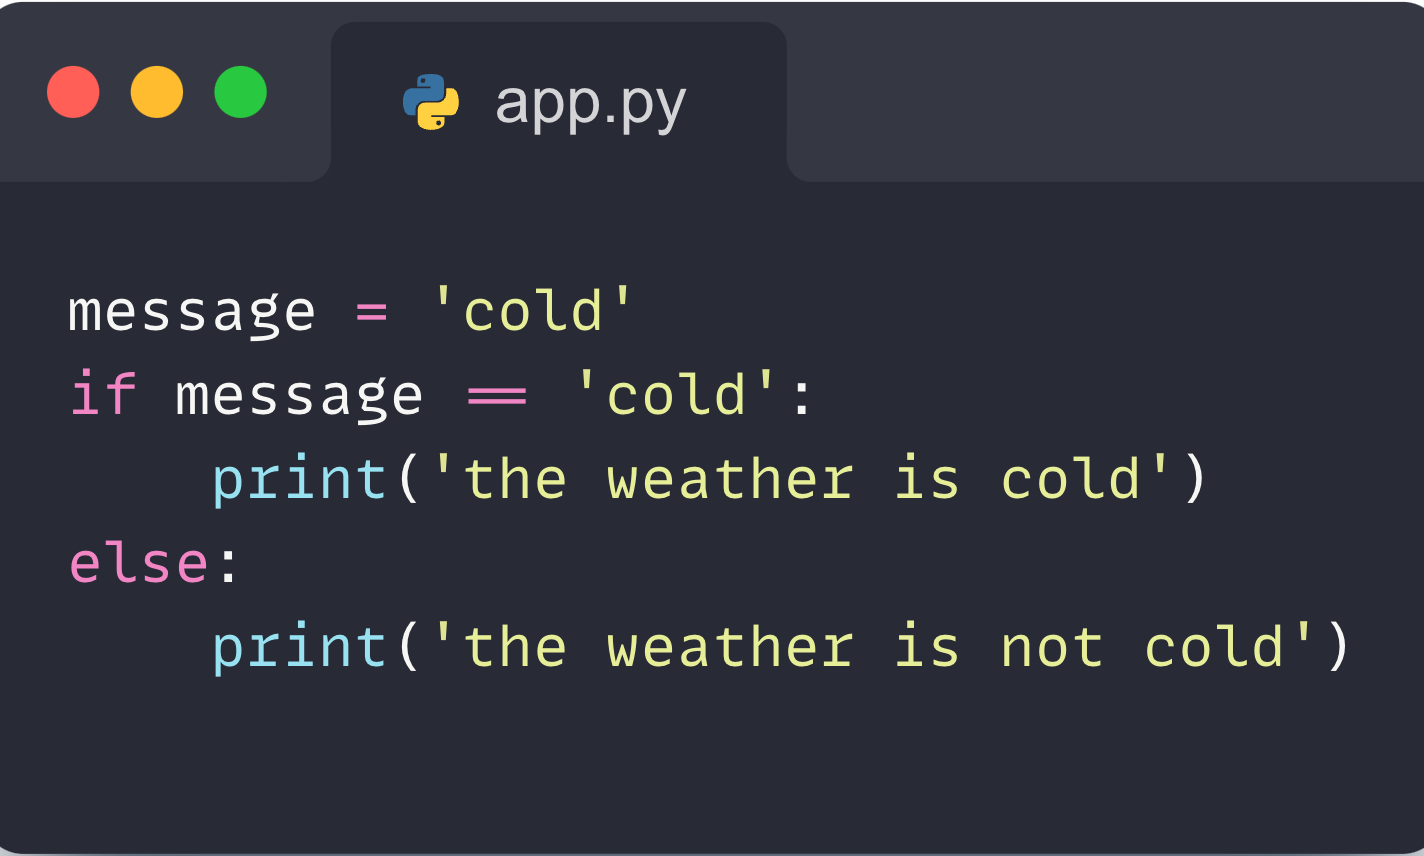 app.py
message = 'cold'
if message == 'cold':
    print('the weather is cold')
else:
    print('the weather is not cold')